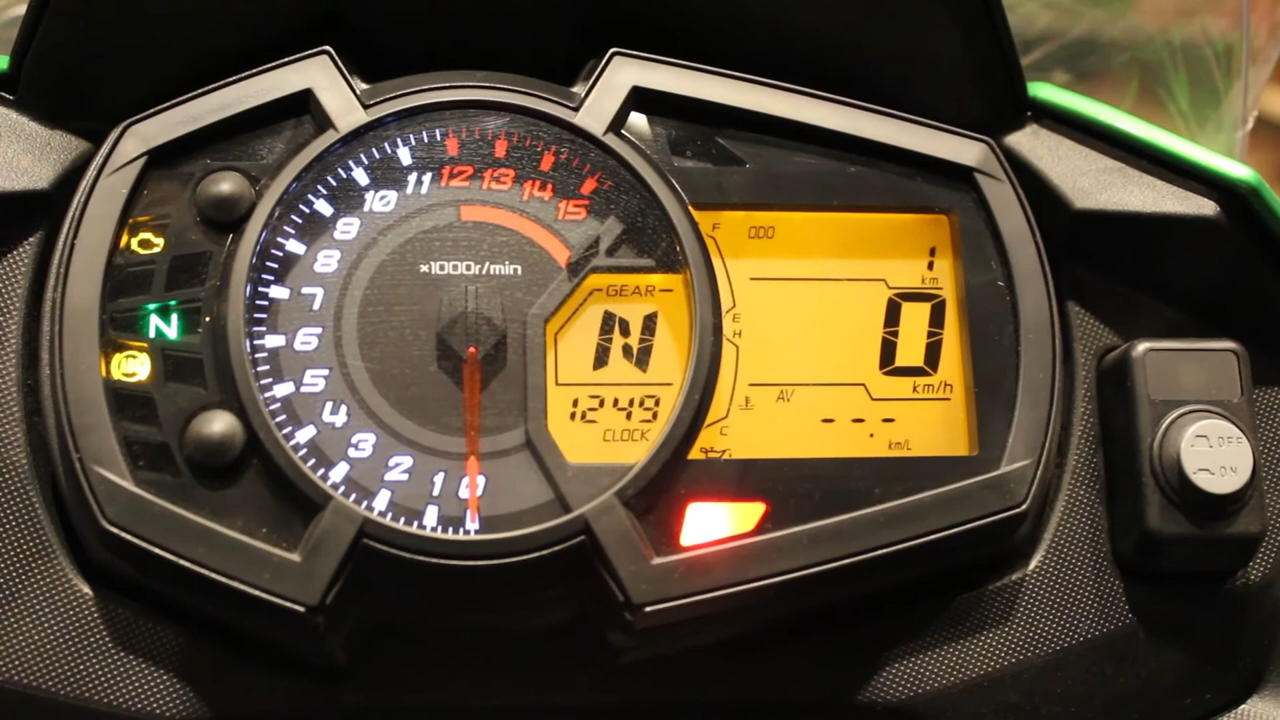 15
14
13
12
11
10
9
8
7
6
5
4
3
2
1
0
×1000r/min
N
ABS
GEAR
N
1249
CLOCK
F
E
H
C
ODO
1
km
0
km/h
AV
--.-
km/L
OFF
ON